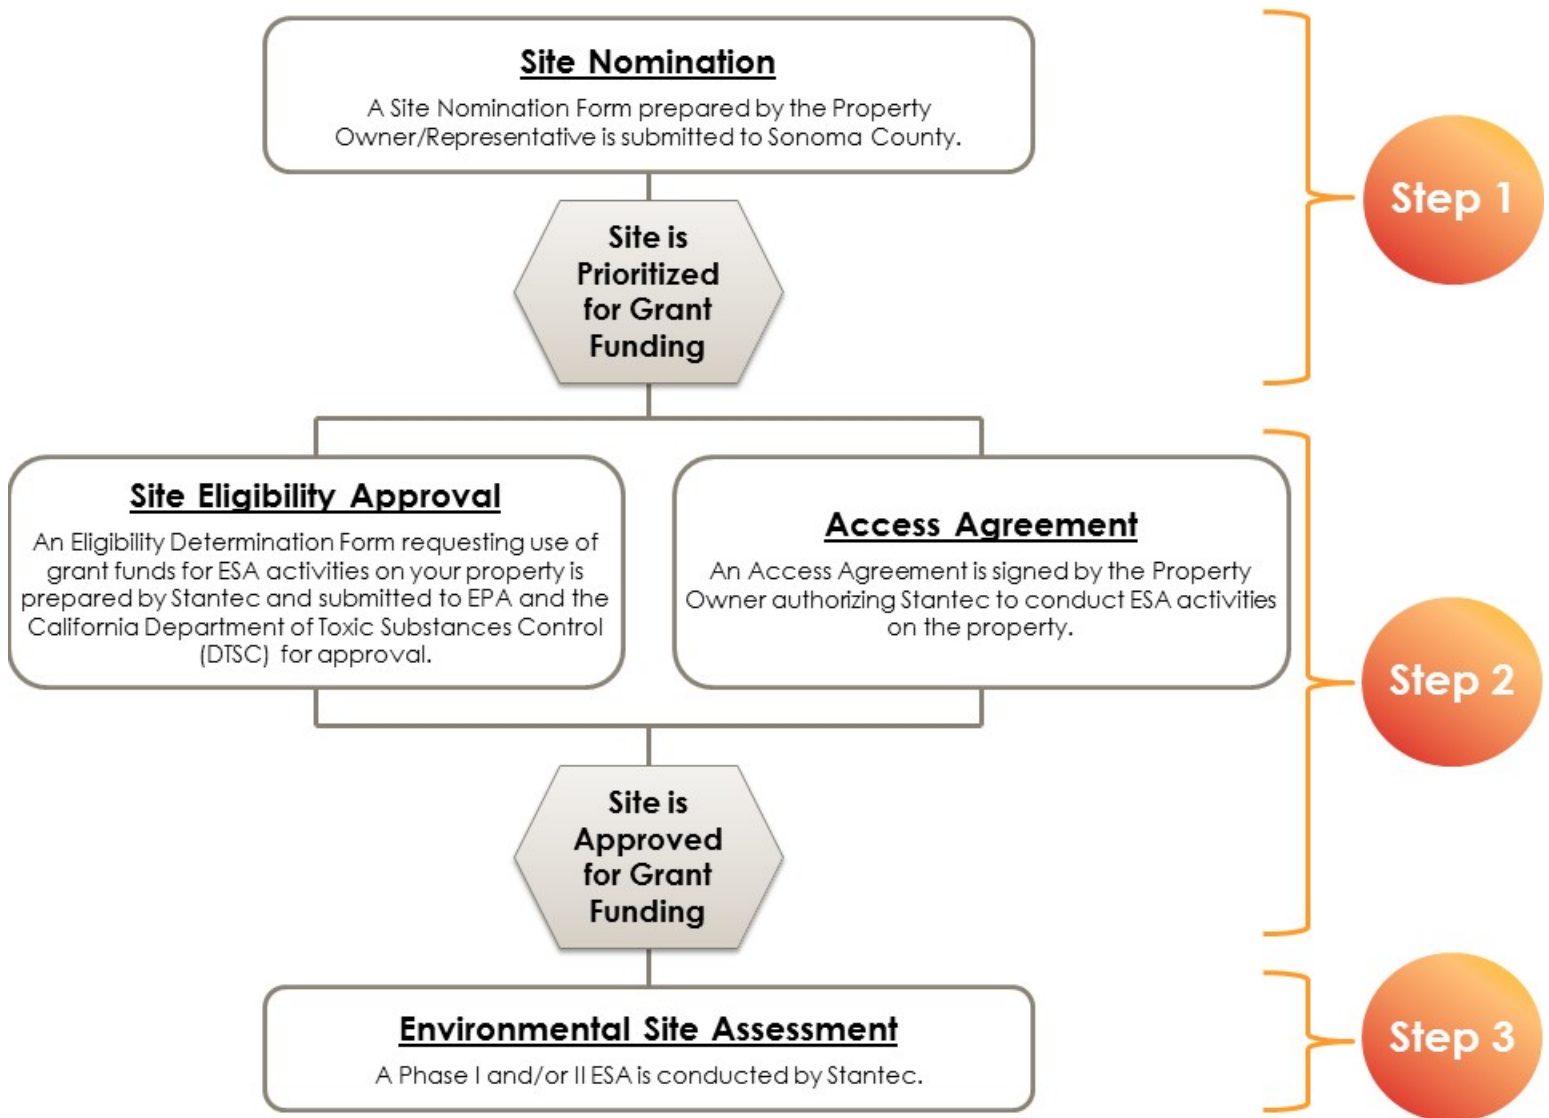 Site Nomination
A Site Nomination Form prepared by the Property
Owner/Representative is submitted to Sonoma County.
Step 1
Site is
Prioritized
for Grant
Funding
Site Eligibility Approval
An Eligibility Determination Form requesting use of
grant funds for ESA activities on your property is
prepared by Stantec and submitted to EPA and the
California Department of Toxic Substances Control
(DTSC) for approval.
Access Agreement
An Access Agreement is signed by the Property
Owner authorizing Stantec to conduct ESA activities
on the property.
Step 2
Site is
Approved
for Grant
Funding
Environmental Site Assessment
A Phase I and/or II ESA is conducted by Stantec.
Step 3